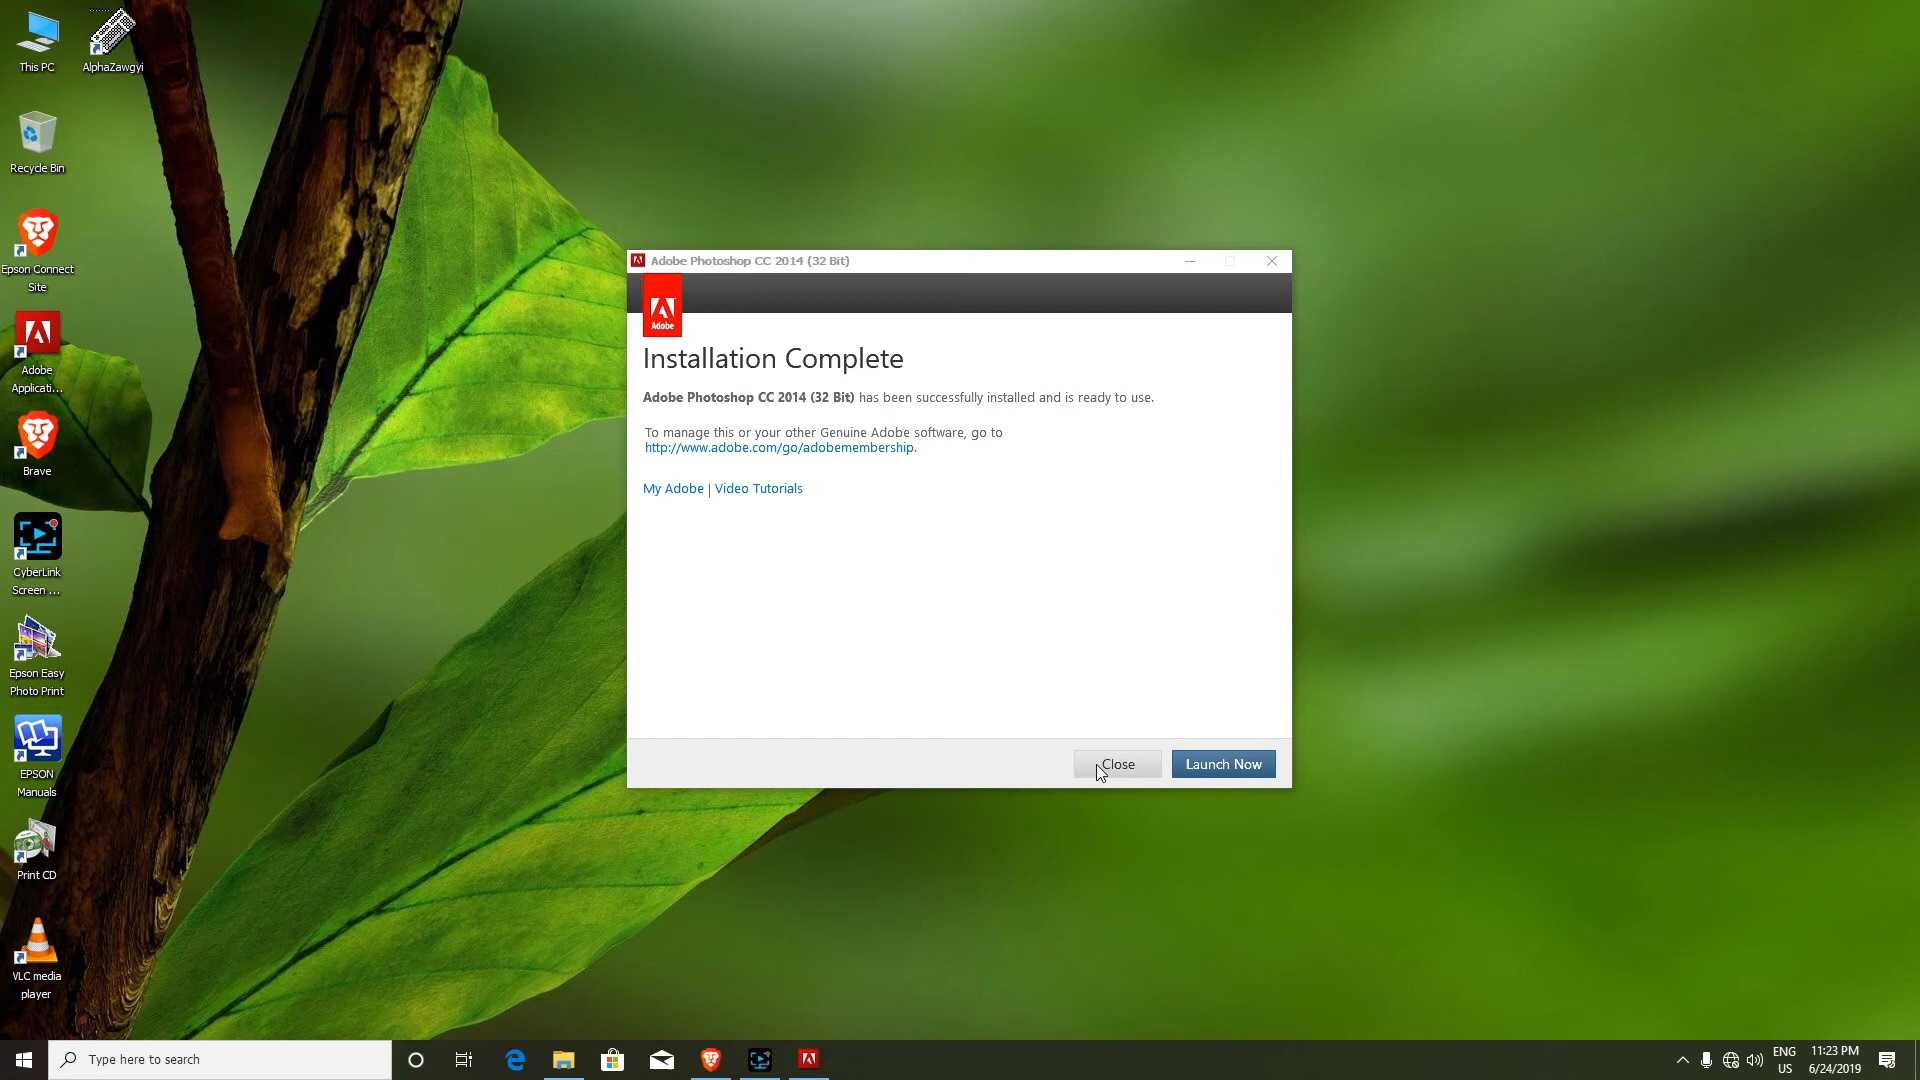 This PC
AlphaZawgyi
Recycle Bin
Epson Connect
Site
Adobe
Applicati...
Brave
CyberLink
Screen ...
Epson Easy
Photo Print
EPSON
Manuals
Print CD
VLC media
player
Adobe Photoshop CC 2014 (32 Bit)
Adobe
Installation Complete
Adobe Photoshop CC 2014 (32 Bit) has been successfully installed and is ready to use.
To manage this or your other Genuine Adobe software, go to
http://www.adobe.com/go/adobemembership.
My Adobe | Video Tutorials
Close
Launch Now
Type here to search
ENG
US
11:23 PM
6/24/2019